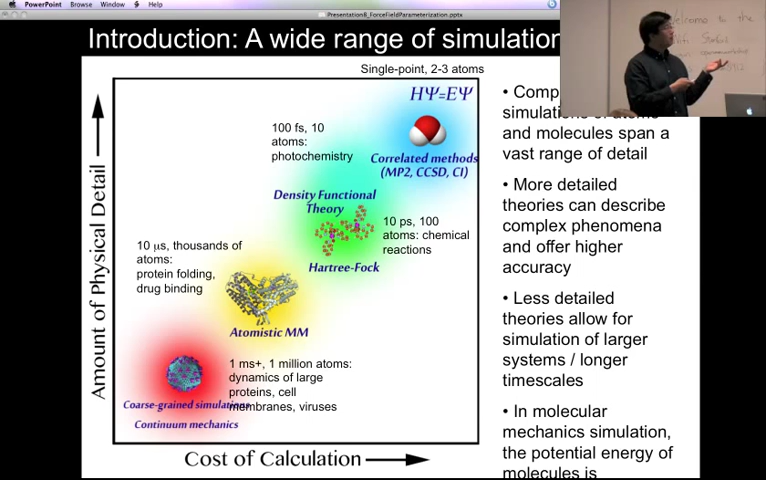 PowerPoint Browse Window Help
Presentation8_ForceFieldParameterization.pptx
Introduction: A wide range of simulation
Welcome to the
Single-point, 2-3 atoms
HΨ=EΨ
100 fs, 10
atoms:
photochemistry
Correlated methods
(MP2, CCSD, CI)
Density Functional
Theory
10 ps, 100
atoms: chemical
reactions
Hartree-Fock
10 μs, thousands of
atoms:
protein folding,
drug binding
Atomistic MM
1 ms+, 1 million atoms:
dynamics of large
proteins, cell
membranes, viruses
Coarse-grained simulations
Continuum mechanics
Amount of Physical Detail
Cost of Calculation
• Comp
simulations of atoms
and molecules span a
vast range of detail
• More detailed
theories can describe
complex phenomena
and offer higher
accuracy
• Less detailed
theories allow for
simulation of larger
systems / longer
timescales
• In molecular
mechanics simulation,
the potential energy of
molecules is